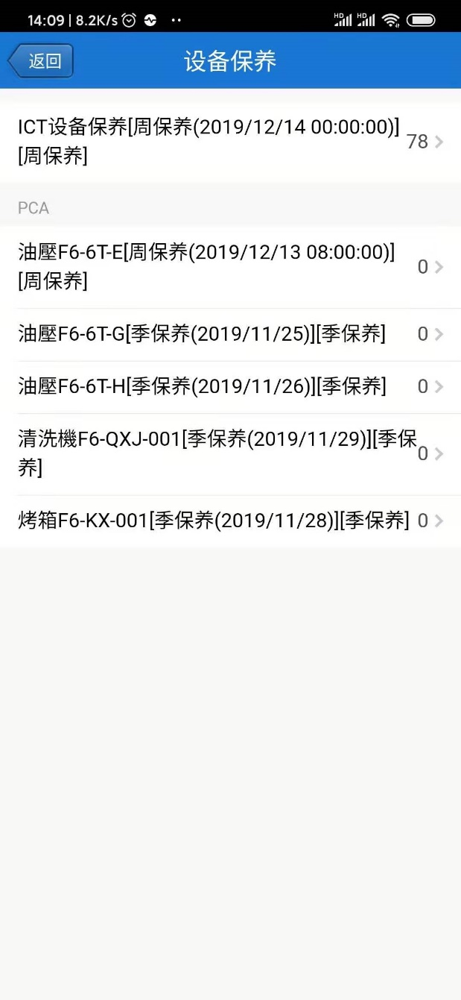 14:09 | 8.2K/s
HD HD
返回
设备保养
ICT设备保养[周保养(2019/12/14 00:00:00)]
[周保养]
78
PCA
油壓F6-6T-E[周保养(2019/12/13 08:00:00)]
[周保养]
0
油壓F6-6T-G[季保养(2019/11/25)][季保养] 0
油壓F6-6T-H[季保养(2019/11/26)][季保养] 0
清洗機F6-QXJ-001[季保养(2019/11/29)][季保
养]
0
烤箱F6-KX-001[季保养(2019/11/28)][季保养] 0